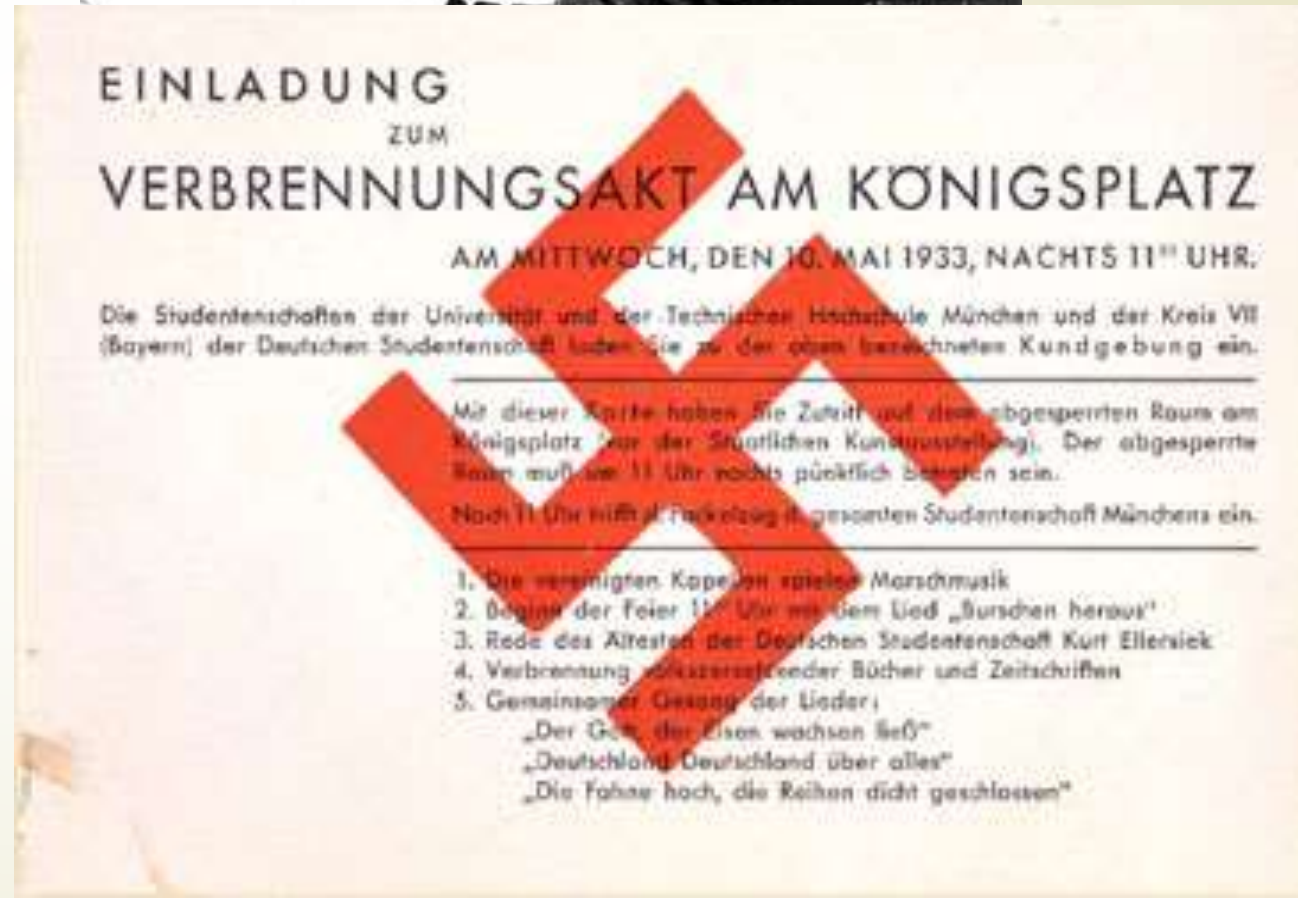 EINLADUNG
ZUM
VERBRENNUNGSAKT AM KÖNIGSPLATZ
AM MITTWOCH, DEN 10. MAI 1933, NACHTS 11³⁰ UHR.
Die Studentenschaften der Universität und der Technischen Hochschule München und der Kreis VII
(Bayern) der Deutschen Studentenschaft laden Sie zu der oben bezeichneten Kundgebung ein.
Mit dieser Karte haben Sie Zutritt auf dem abgesperrten Raum am
Königsplatz (vor der Staatlichen Kunstausstellung). Der abgesperrte
Raum muß um 11 Uhr nachts pünktlich betreten sein.
Nach 11 Uhr trifft d. Fackelzug d. gesamten Studentenschaft Münchens ein.
1. Die vereinigten Kapellen spielen Marschmusik
2. Beginn der Feier 11³⁰ Uhr mit dem Lied „Burschen heraus"
3. Rede des Ältesten der Deutschen Studentenschaft Kurt Ellersiek
4. Verbrennung volkszersetzender Bücher und Zeitschriften
5. Gemeinsamer Gesang der Lieder:
„Der Gott, der Eisen wachsen ließ"
„Deutschland Deutschland über alles"
„Die Fahne hoch, die Reihen dicht geschlossen"